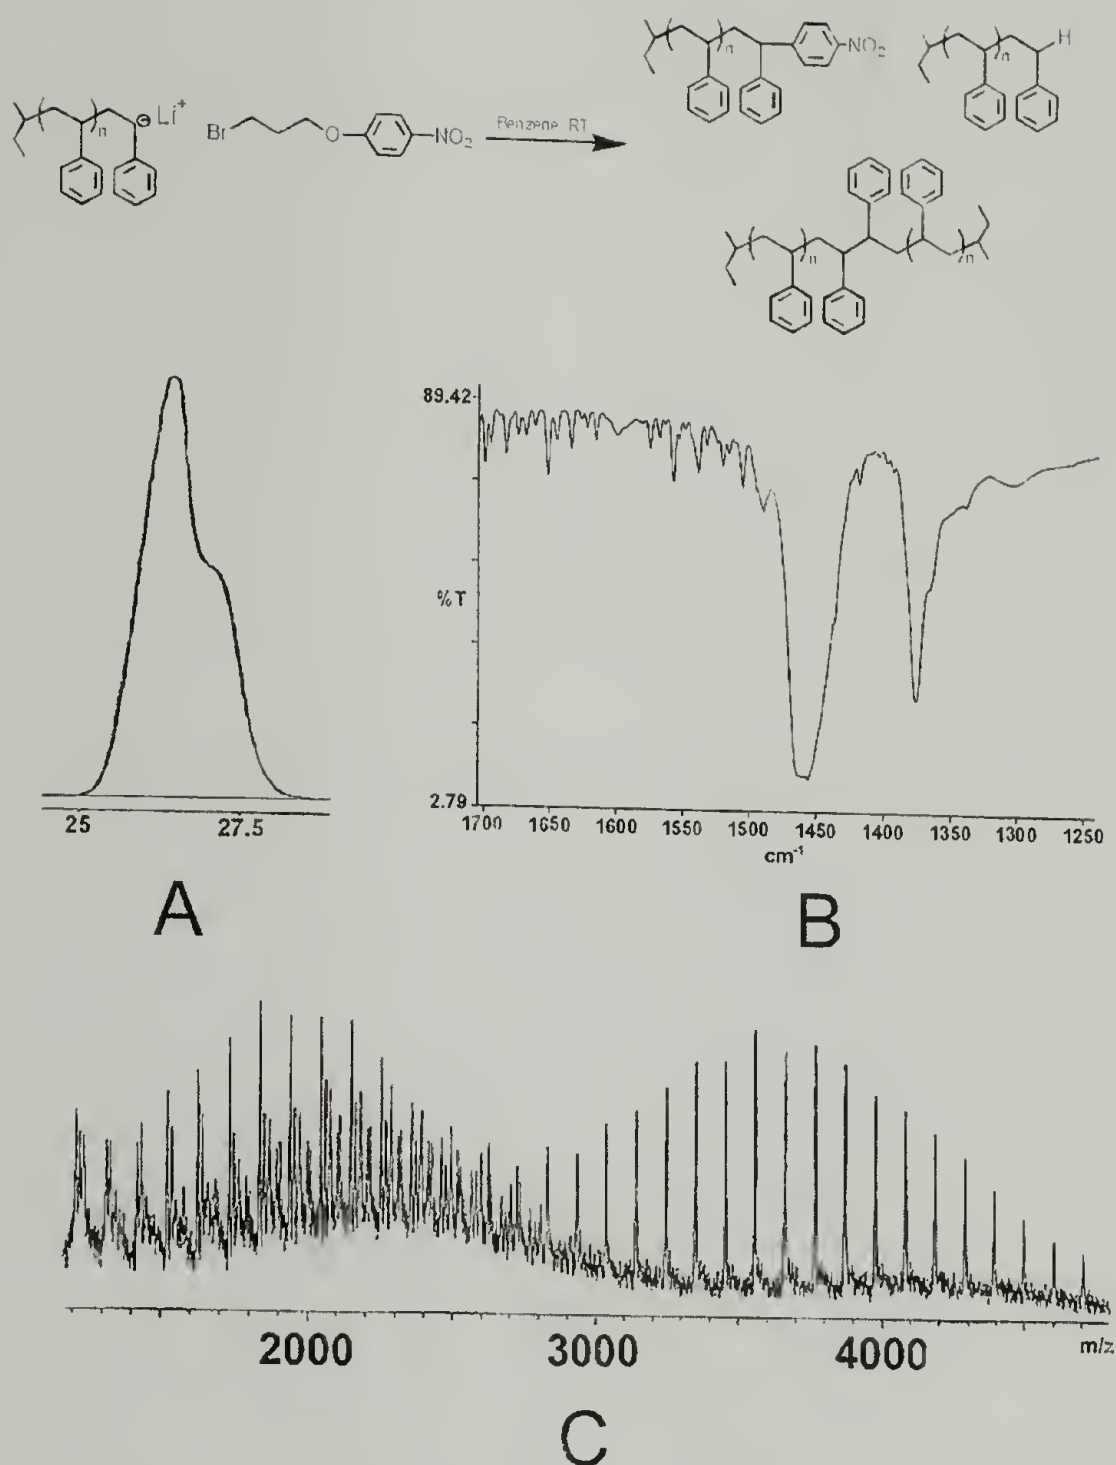 NO₂
H
n
n
⊖ Li⁺
n
Br
O
NO₂
Benzene RT
n
n
89.42
%T
2.79
1700 1650 1600 1550 1500 1450 1400 1350 1300 1250
cm⁻¹
25 27.5
A
B
2000 3000 4000 m/z
C